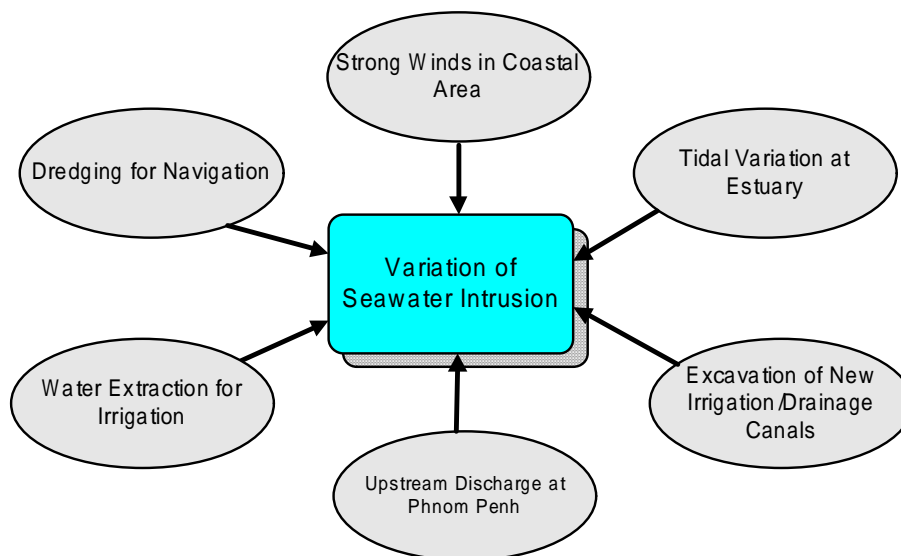 Strong Winds in Coastal
Area
Dredging for Navigation
Tidal Variation at
Estuary
Variation of
Seawater Intrusion
Water Extraction for
Irrigation
Excavation of New
Irrigation/Drainage
Canals
Upstream Discharge at
Phnom Penh